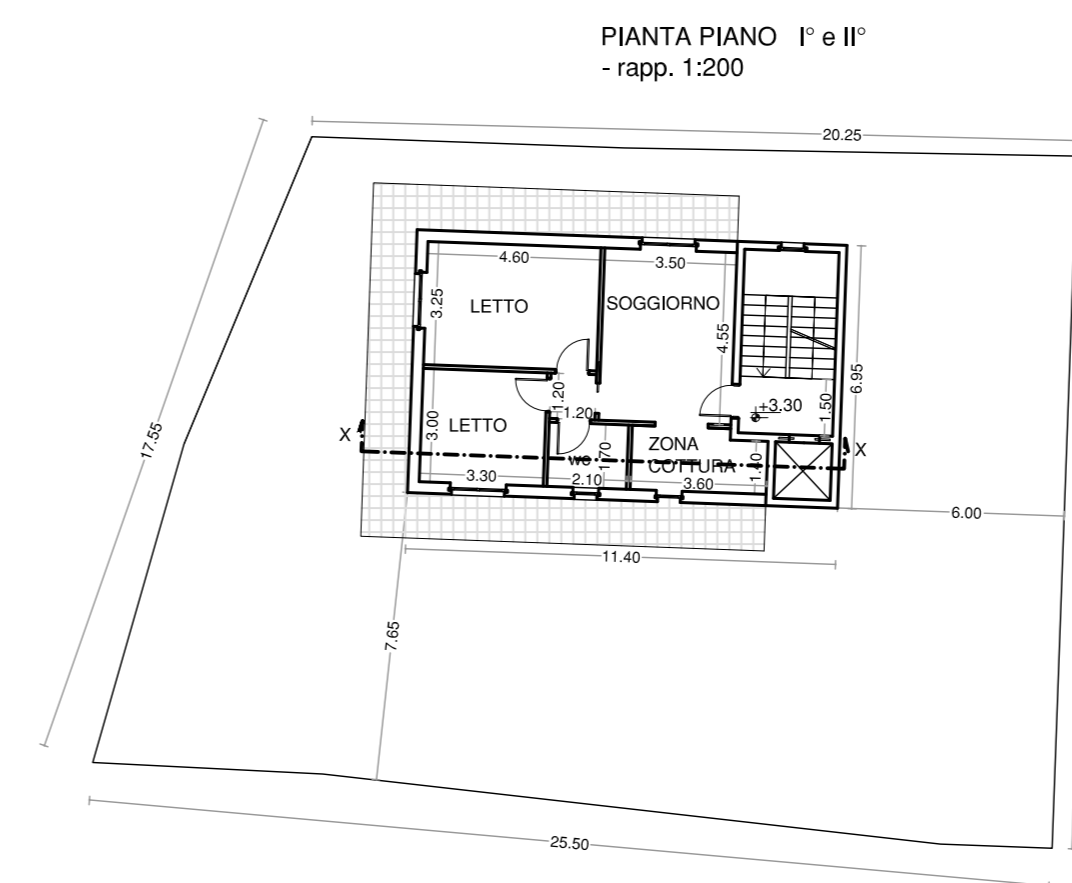 PIANTA PIANO I° e II°
- rapp. 1:200
20.25
4.60
3.50
3.25
LETTO
SOGGIORNO
4.55
6.95
17.55
1.20
+3.30
1.50
1.20
3.00
LETTO
X
ZONA
COTTURA
wc
1.70
1.40
X
3.30
2.10
3.60
6.00
11.40
7.65
25.50